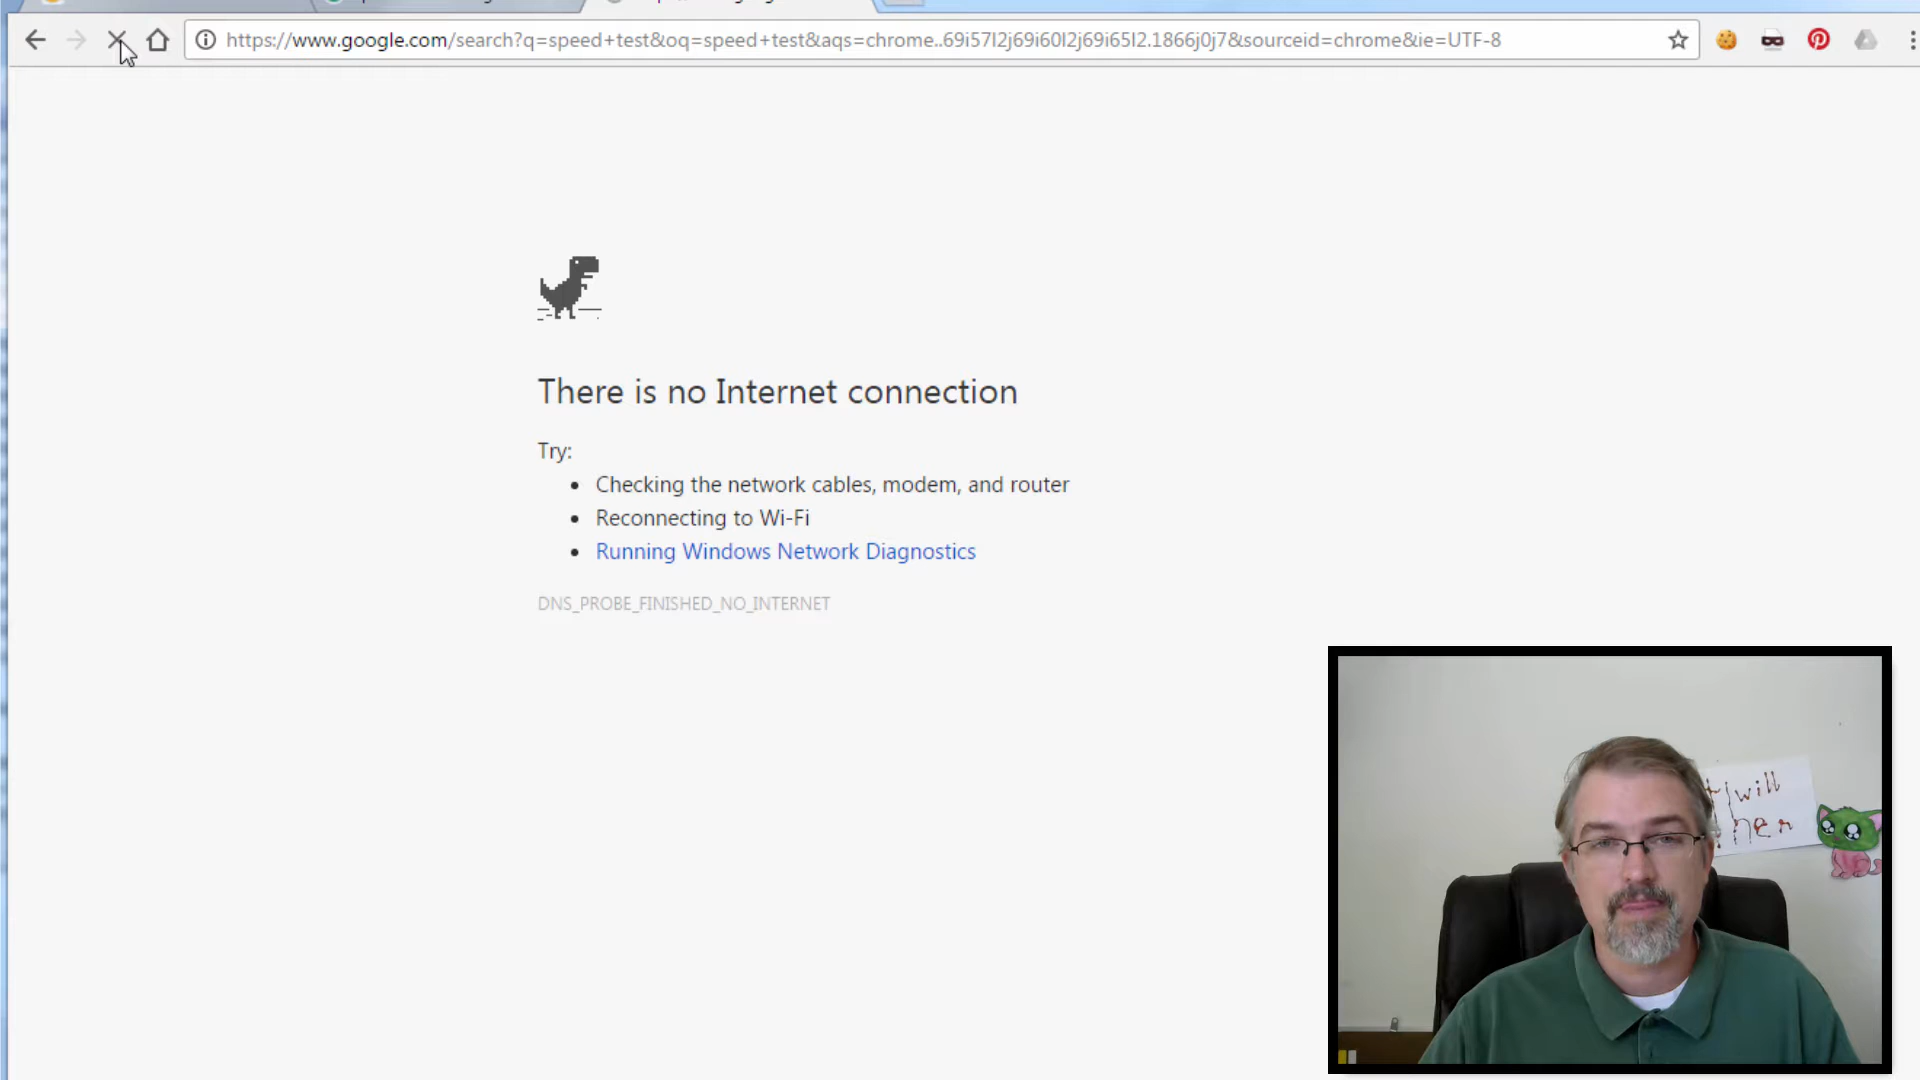 https://www.google.com/search?q=speed+test&oq=speed+test&aqs=chrome..69i57l2j69i60l2j69i65l2.1866j0j7&sourceid=chrome&ie=UTF-8
There is no Internet connection
Try:
Checking the network cables, modem, and router
Reconnecting to Wi-Fi
Running Windows Network Diagnostics
DNS_PROBE_FINISHED_NO_INTERNET
will